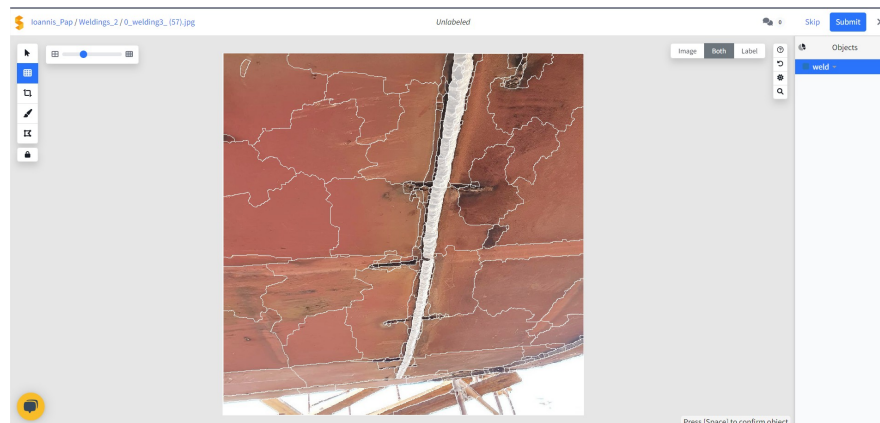 Ioannis_Pap / Weldings_2 / 0_welding3_ (57).jpg
Unlabeled
0
Skip
Submit
Image
Both
Label
Objects
weld
Press [Space] to confirm object